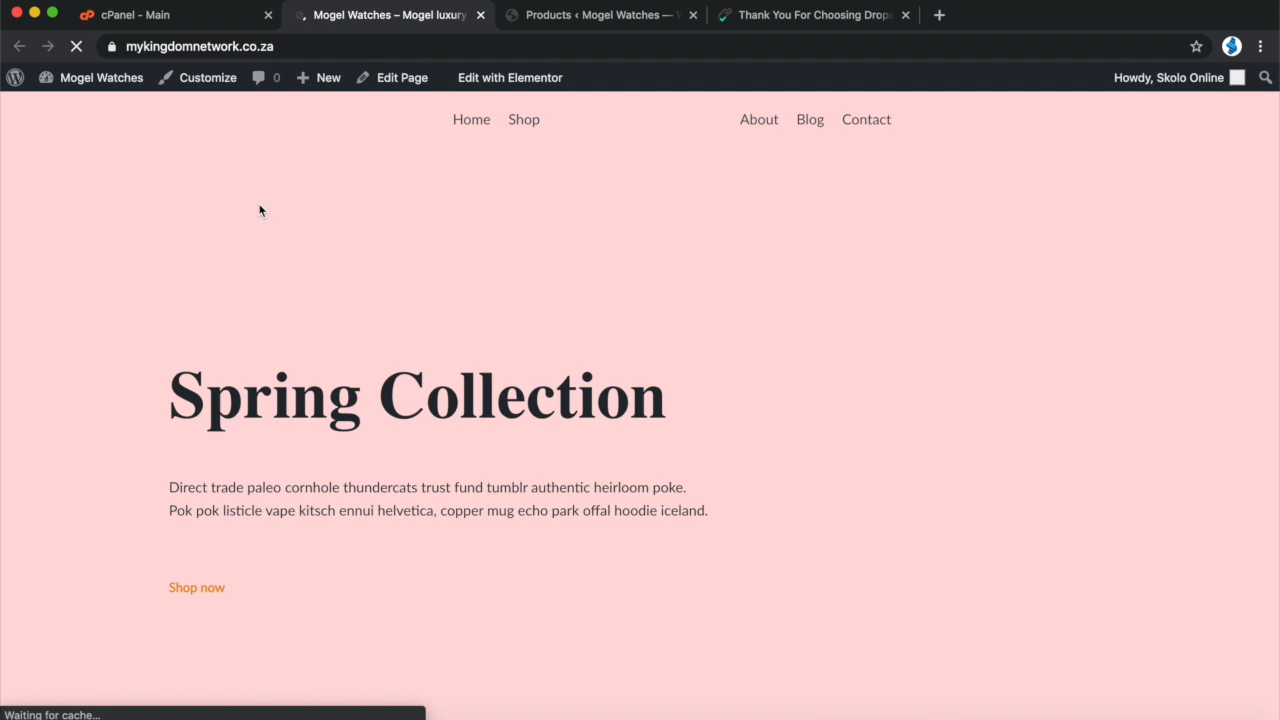 cPanel - Main
Mogel Watches – Mogel luxury
Products ‹ Mogel Watches —
Thank You For Choosing Drops
mykingdomnetwork.co.za
Mogel Watches Customize 0 New Edit Page Edit with Elementor Howdy, Skolo Online
Home Shop About Blog Contact
Spring Collection
Direct trade paleo cornhole thundercats trust fund tumblr authentic heirloom poke.
Pok pok listicle vape kitsch ennui helvetica, copper mug echo park offal hoodie iceland.
Shop now
Waiting for cache...